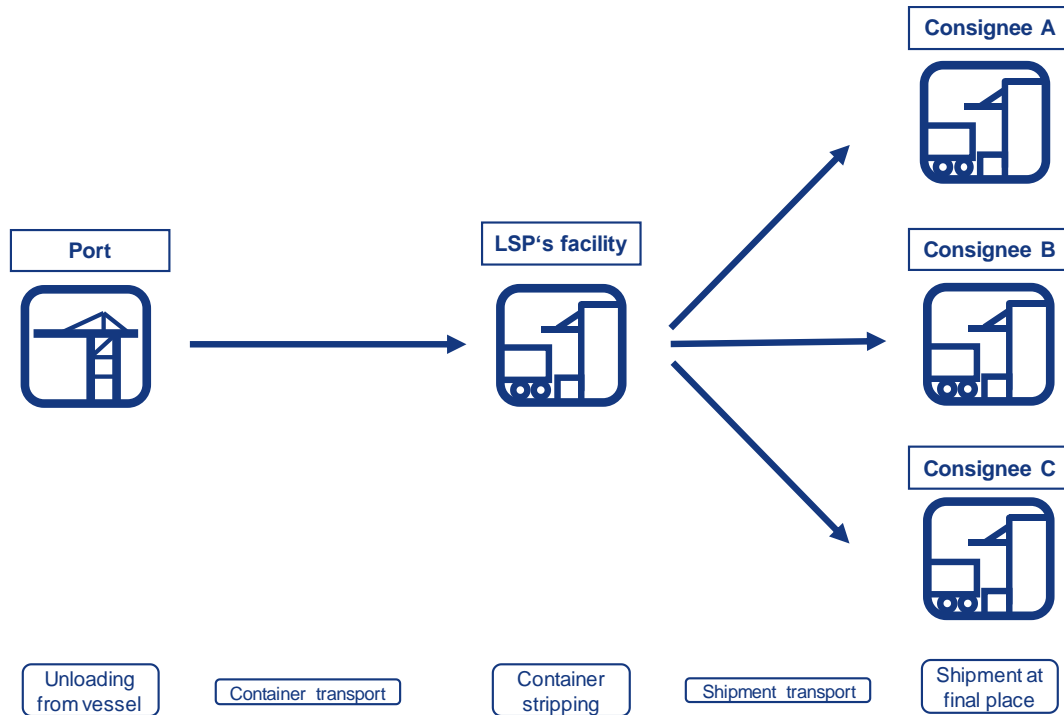 Consignee A
Port
LSP‘s facility
Consignee B
Consignee C
Unloading
from vessel
Container transport
Container
stripping
Shipment transport
Shipment at
final place